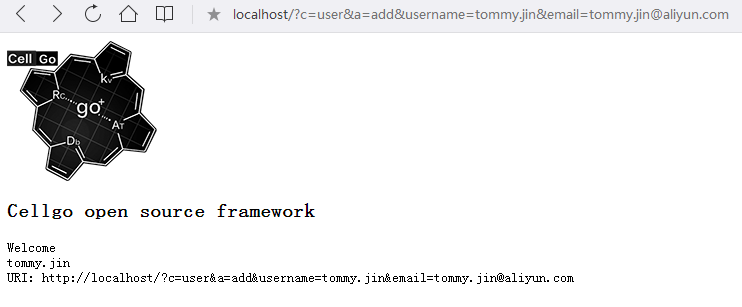 localhost/?c=user&a=add&username=tommy.jin&email=tommy.jin@aliyun.com
Cell Go
kv
Rc
go+
AT
Db
Cellgo open source framework
Welcome
tommy.jin
URI: http://localhost/?c=user&a=add&username=tommy.jin&email=tommy.jin@aliyun.com